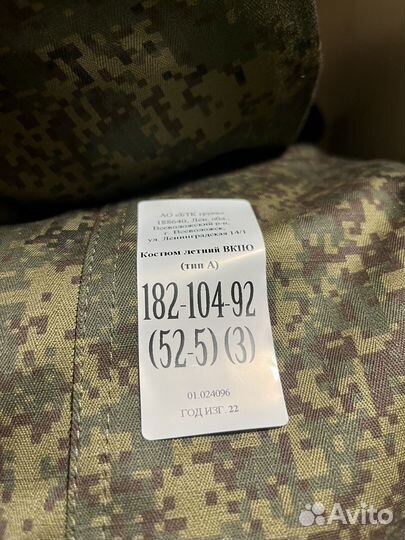 АО «БТК групп»
188640, Лен. обл.,
Всеволожский р-н,
г. Всеволожск,
ул. Ленинградская 14/1
Костюм летний ВКПО
(тип А)
182-104-92
(52-5) (3)
01.024096
ГОД ИЗГ. 22
Avito